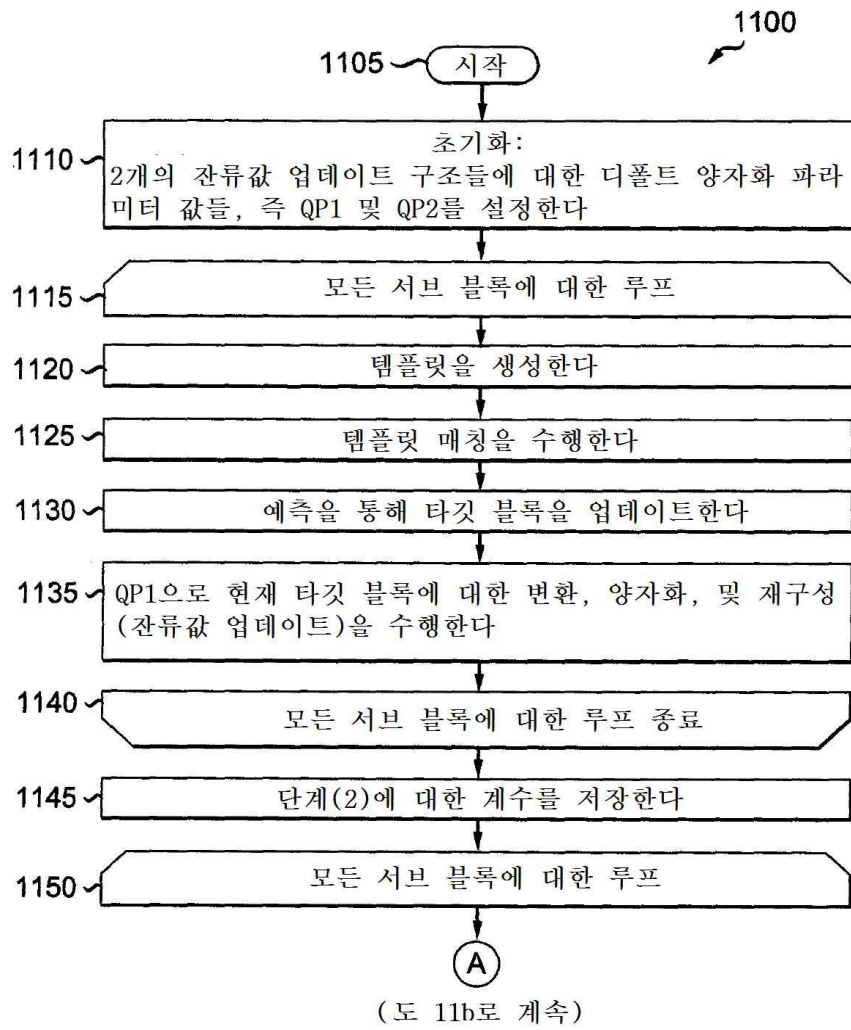 1100
1105 시작
1110 초기화:
2개의 잔류값 업데이트 구조들에 대한 디폴트 양자화 파라
미터 값들, 즉 QP1 및 QP2를 설정한다
1115 모든 서브 블록에 대한 루프
1120 템플릿을 생성한다
1125 템플릿 매칭을 수행한다
1130 예측을 통해 타깃 블록을 업데이트한다
1135 QP1으로 현재 타깃 블록에 대한 변환, 양자화, 및 재구성
(잔류값 업데이트)을 수행한다
1140 모든 서브 블록에 대한 루프 종료
1145 단계(2)에 대한 계수를 저장한다
1150 모든 서브 블록에 대한 루프
A
(도 11b로 계속)